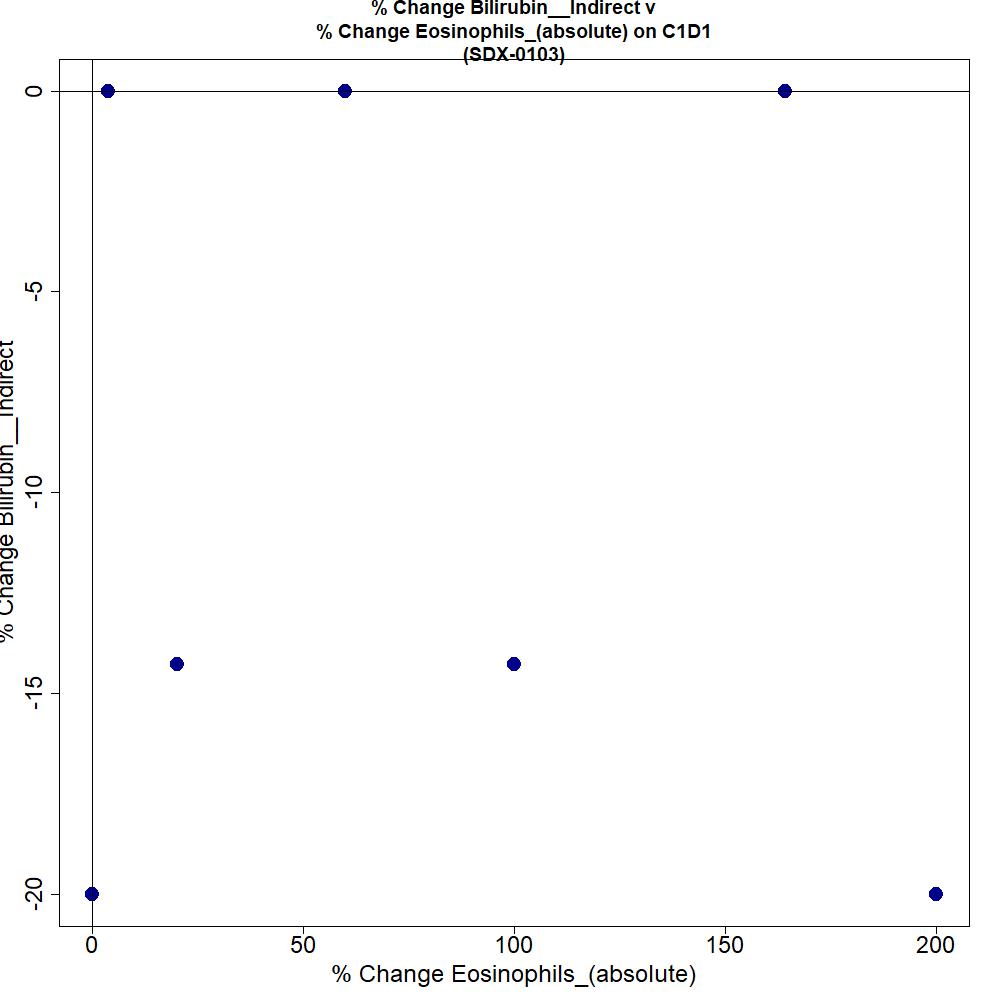 % Change Bilirubin__Indirect v
% Change Eosinophils_(absolute) on C1D1
(SDX-0103)
% Change Bilirubin__Indirect
0
-5
-10
-15
-20
0
50
100
150
200
% Change Eosinophils_(absolute)